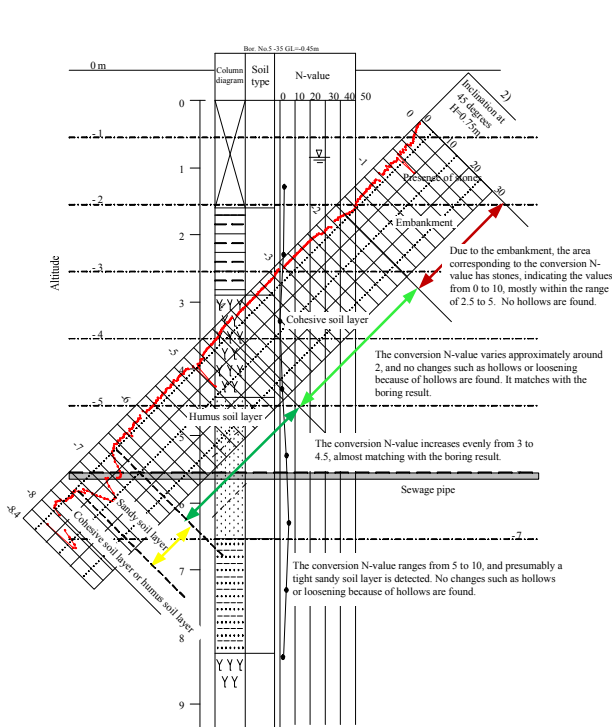 Bor. No.5 -35 GL=-0.45m
0 m
Column
diagram
Soil
type
N-value
0 10 20 30 40 50
2)
Inclination at
45 degrees
H=0.75m
0
0
10
20
30
0
-1
-1
1
Presence of stones
-2
-2
Embankment
2
Due to the embankment, the area
corresponding to the conversion N-
value has stones, indicating the values
from 0 to 10, mostly within the range
of 2.5 to 5. No hollows are found.
Altitude
-3
-3
3
Cohesive soil layer
-4
-5
The conversion N-value varies approximately around
2, and no changes such as hollows or loosening
because of hollows are found. It matches with the
boring result.
-5
-6
Humus soil layer
-7
5
The conversion N-value increases evenly from 3 to
4.5, almost matching with the boring result.
Sewage pipe
-8
-8.4
6
Sandy soil layer
Cohesive soil layer or humus soil layer
-7
The conversion N-value ranges from 5 to 10, and presumably a
tight sandy soil layer is detected. No changes such as hollows
or loosening because of hollows are found.
7
8
9